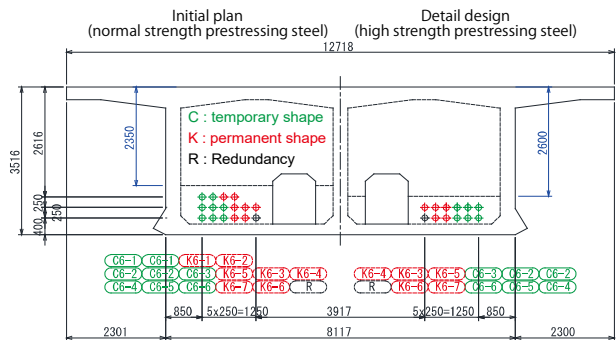 Initial plan
(normal strength prestressing steel)
Detail design
(high strength prestressing steel)
12718
3516
2616
250
250
400
2350
C : temporary shape
K : permanent shape
R : Redundancy
2600
C6-1 C6-1 K6-1 K6-2
C6-2 C6-2 C6-3 K6-5 K6-3 K6-4
C6-4 C6-5 C6-6 K6-7 K6-6 R
K6-4 K6-3 K6-5 C6-3 C6-2 C6-2
R K6-6 K6-7 C6-6 C6-5 C6-4
850 5x250=1250 3917 5x250=1250 850
2301 8117 2300